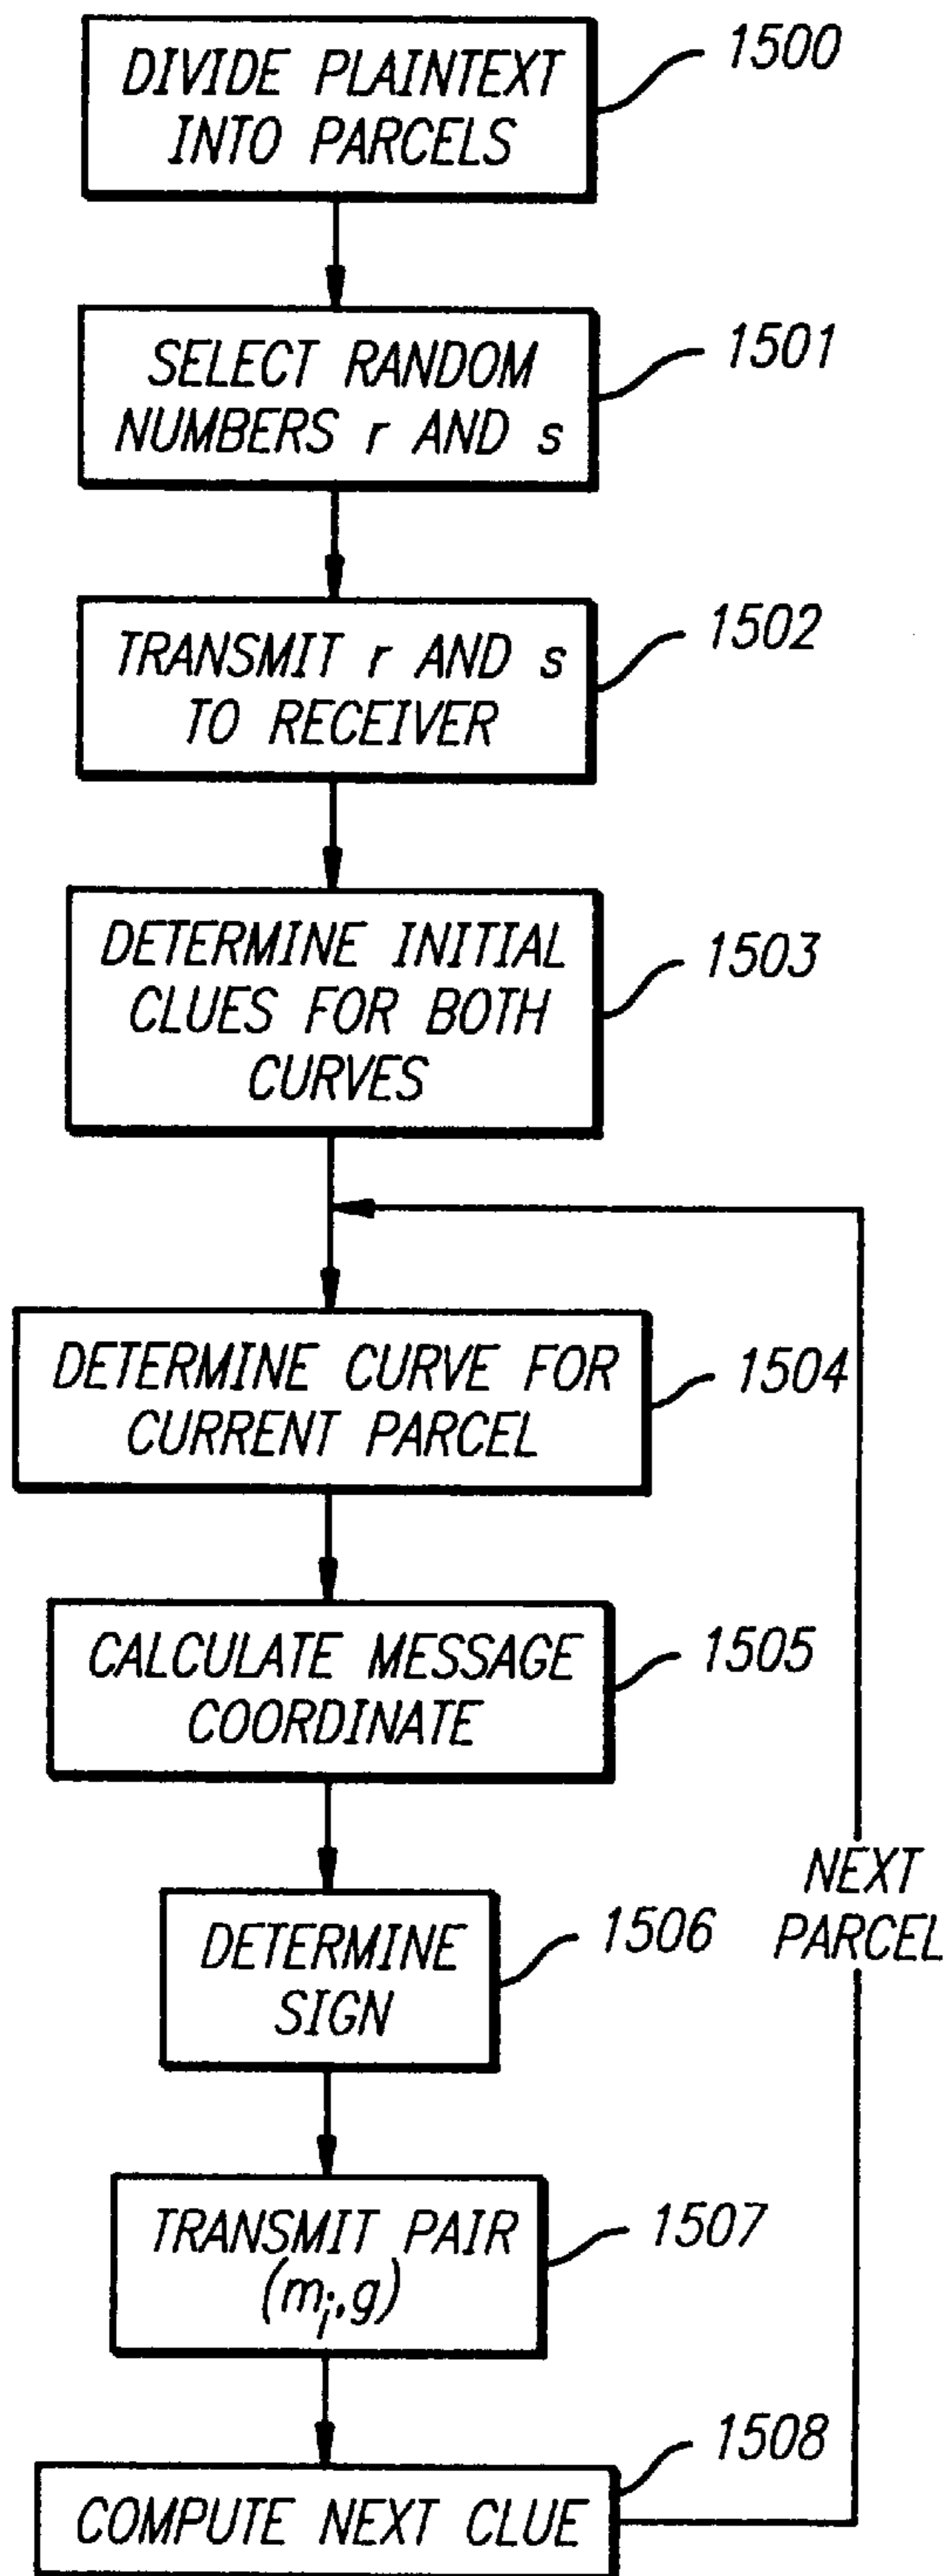 DIVIDE PLAINTEXT
INTO PARCELS
1500
SELECT RANDOM
NUMBERS r AND s
1501
TRANSMIT r AND s
TO RECEIVER
1502
DETERMINE INITIAL
CLUES FOR BOTH
CURVES
1503
DETERMINE CURVE FOR
CURRENT PARCEL
1504
CALCULATE MESSAGE
COORDINATE
1505
DETERMINE
SIGN
1506
NEXT
PARCEL
TRANSMIT PAIR
(mi,g)
1507
COMPUTE NEXT CLUE
1508